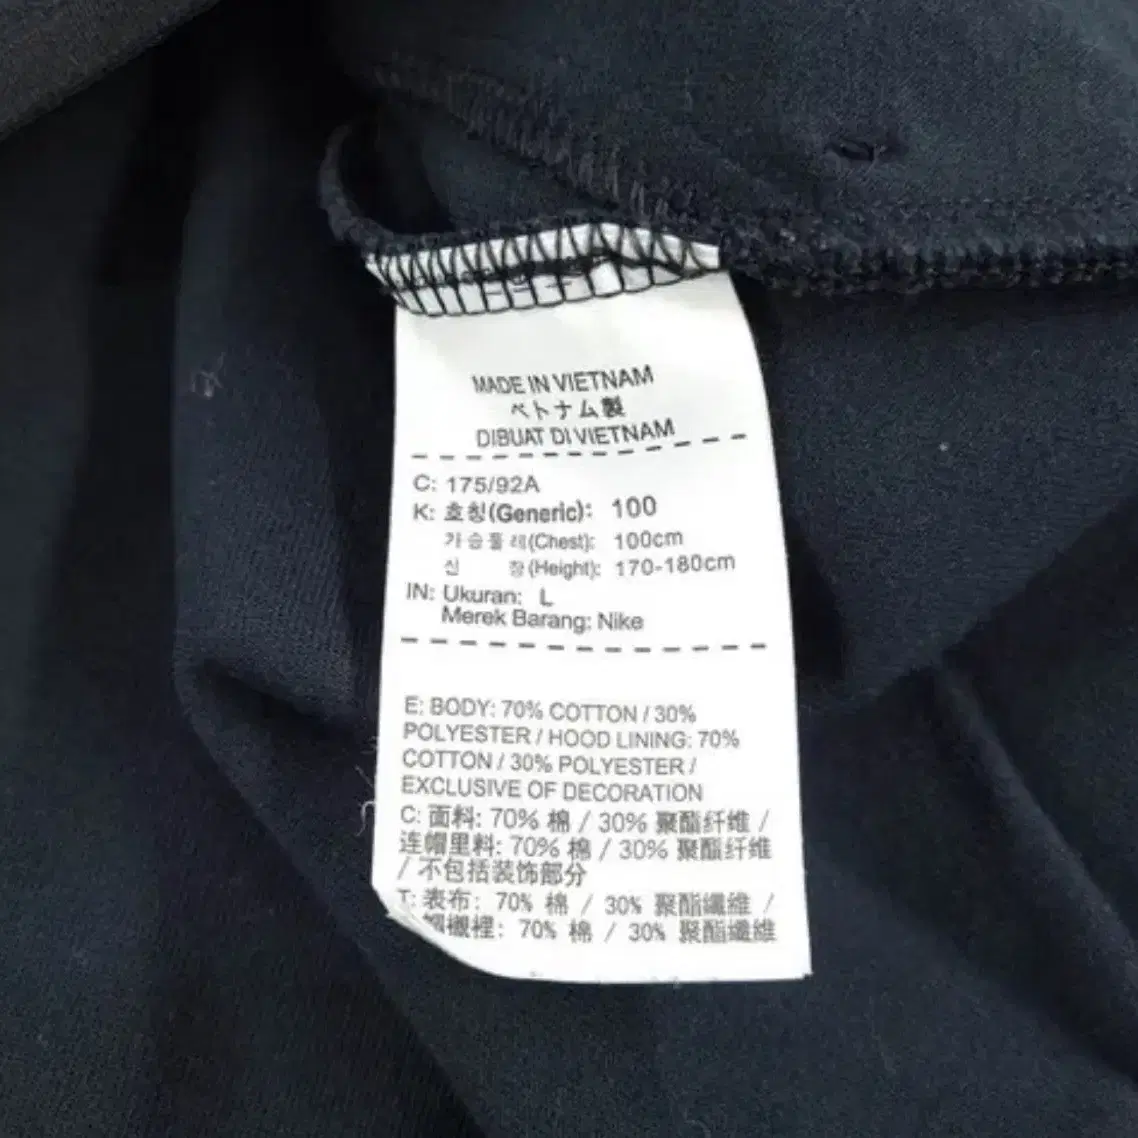 MADE IN VIETNAM
ベトナム製
DIBUAT DI VIETNAM
C: 175/92A
K: 호칭(Generic): 100
가슴둘레(Chest): 100cm
신 장(Height): 170-180cm
IN: Ukuran: L
Merek Barang: Nike
E: BODY: 70% COTTON / 30%
POLYESTER / HOOD LINING: 70%
COTTON / 30% POLYESTER /
EXCLUSIVE OF DECORATION
C: 面料: 70% 棉 / 30% 聚酯纤维 /
连帽里料: 70% 棉 / 30% 聚酯纤维
/ 不包括装饰部分
T: 表布: 70% 棉 / 30% 聚酯纖維 /
帽襯裡: 70% 棉 / 30% 聚酯纖維